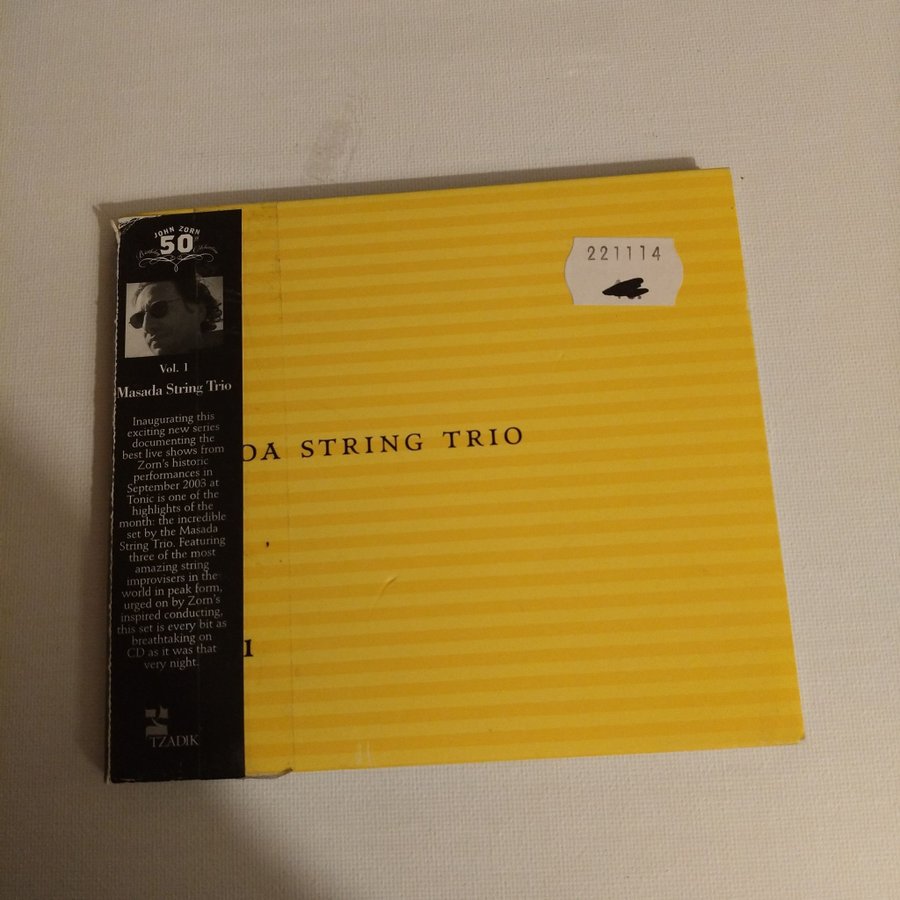 JOHN ZORN
50
Vol. 1
Masada String Trio
Inaugurating this
exciting new series
documenting the
best live shows from
Zorn's historic
performances in
September 2003 at
Tonic is one of the
highlights of the
month: the incredible
set by the Masada
String Trio. Featuring
three of the most
amazing string
improvisers in the
world in peak form,
urged on by Zorn's
inspired conducting,
this set is every bit as
breathtaking on
CD as it was that
very night.
TZADIK
DA STRING TRIO
1
221114